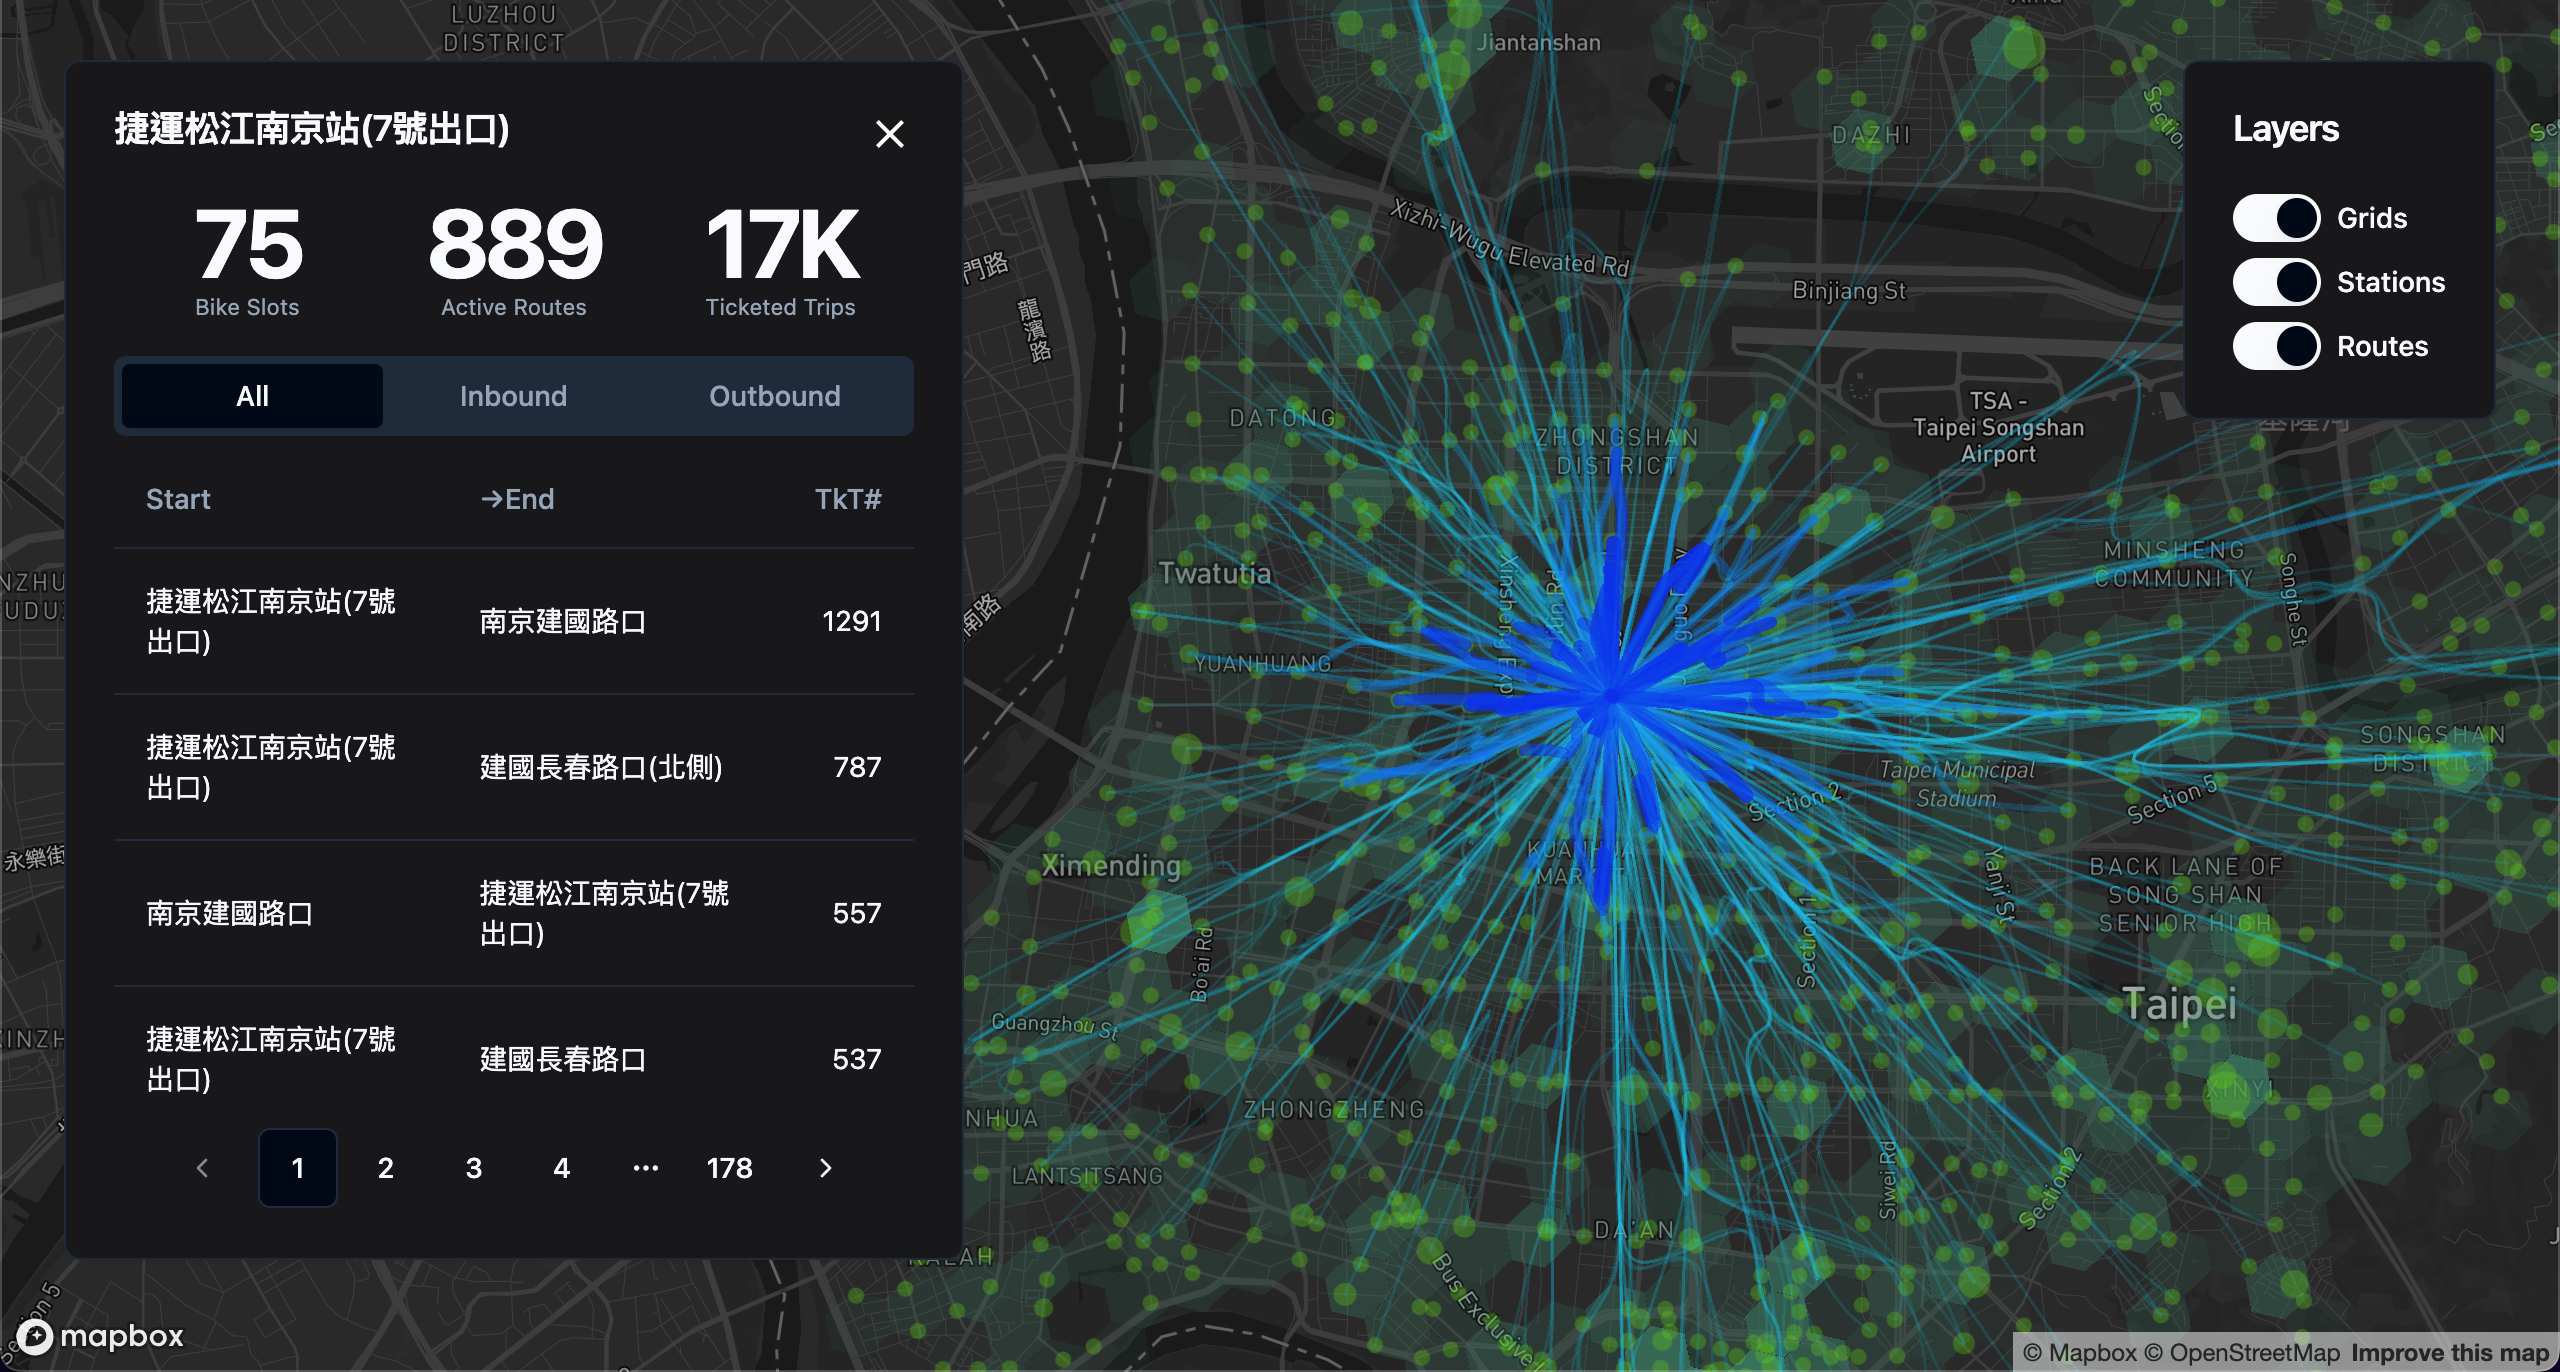 捷運松江南京站(7號出口)
75
889
17K
Bike Slots
Active Routes
Ticketed Trips
All
Inbound
Outbound
Start
→End
TkT#
捷運松江南京站(7號
出口)
南京建國路口
1291
捷運松江南京站(7號
出口)
建國長春路口(北側)
787
南京建國路口
捷運松江南京站(7號
出口)
557
捷運松江南京站(7號
出口)
建國長春路口
537
1
2
3
4
···
178
Layers
Grids
Stations
Routes
LUZHOU
DISTRICT
Jiantanshan
DAZHI
Xizhi-Wugu Elevated Rd
Binjiang St
龍濱路
TSA -
Taipei Songshan
Airport
DATONG
ZHONGSHAN
DISTRICT
MINSHENG
COMMUNITY
Songhe St
Twatutia
YUANHUANG
SONGSHAN
DISTRICT
Taipei Municipal
Stadium
Section 2
Section 5
Ximending
永樂街
BACK LANE OF
SONG SHAN
SENIOR HIGH
Yanji St
Section 1
Bo'ai Rd
Taipei
Guangzhou St
XINYI
ZHONGZHENG
LANTSITSANG
Siwei Rd
Section 2
DA'AN
Section 5
mapbox
© Mapbox © OpenStreetMap Improve this map